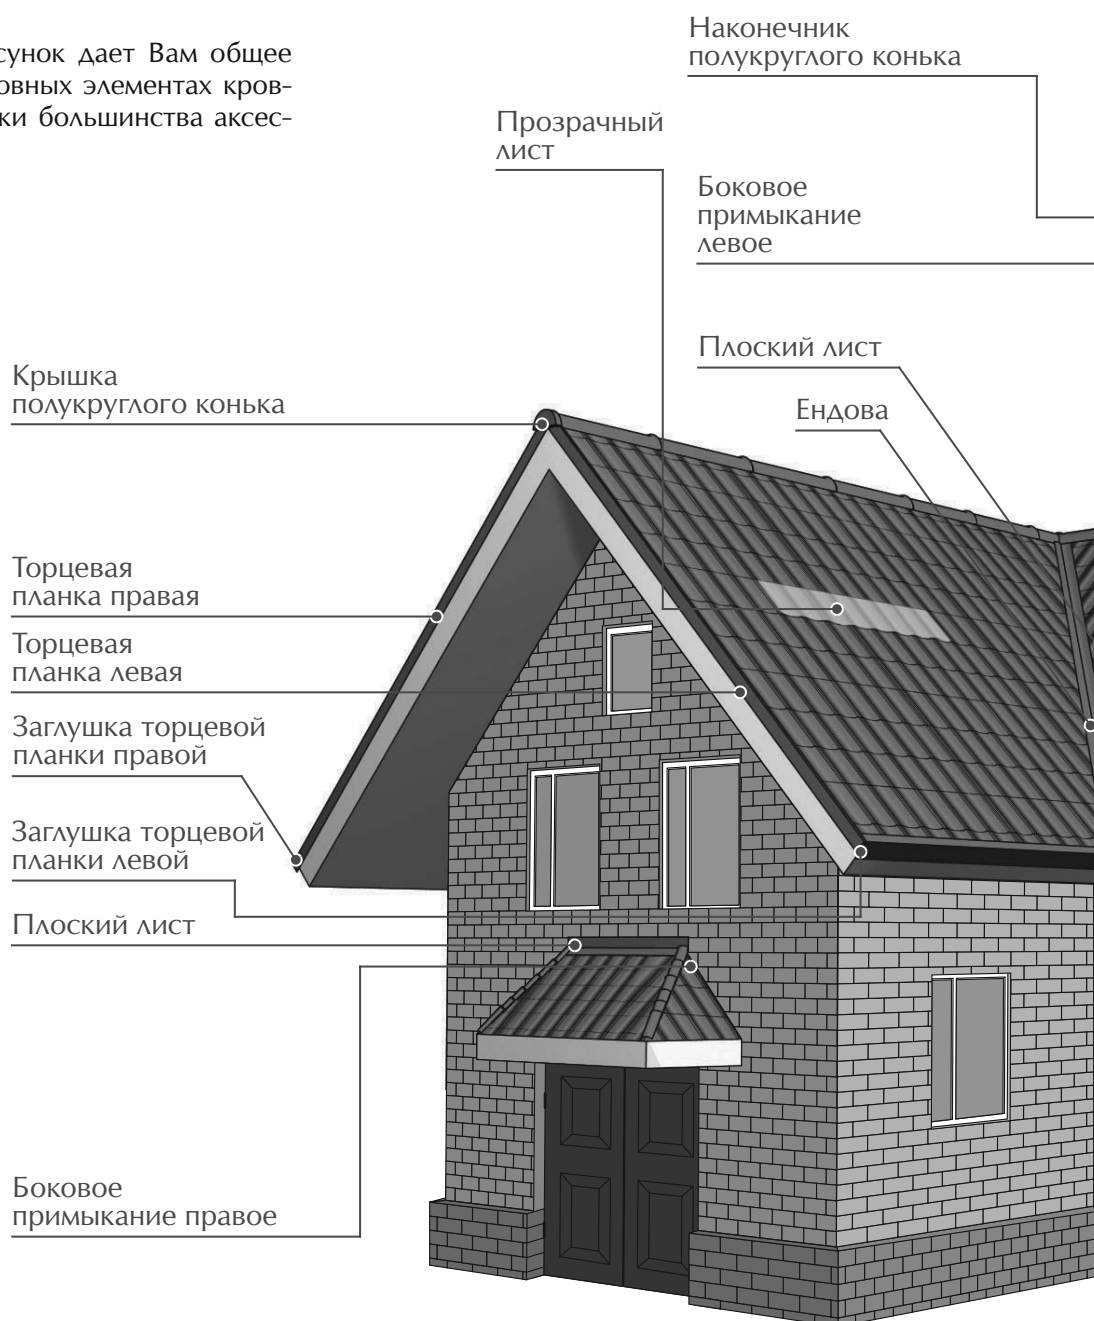 сунок дает Вам общее
овных элементах кров-
ки большинства аксес-
Наконечник
полукруглого конька
Прозрачный
лист
Боковое
примыкание
левое
Плоский лист
Крышка
полукруглого конька
Ендова
Торцевая
планка правая
Торцевая
планка левая
Заглушка торцевой
планки правой
Заглушка торцевой
планки левой
Плоский лист
Боковое
примыкание правое